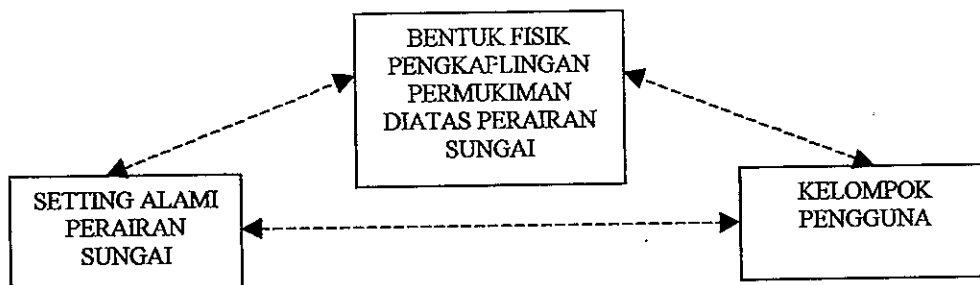 BENTUK FISIK
PENGKAPLINGAN
PERMUKIMAN
DIATAS PERAIRAN
SUNGAI
SETTING ALAMI
PERAIRAN
SUNGAI
KELOMPOK
PENGGUNA